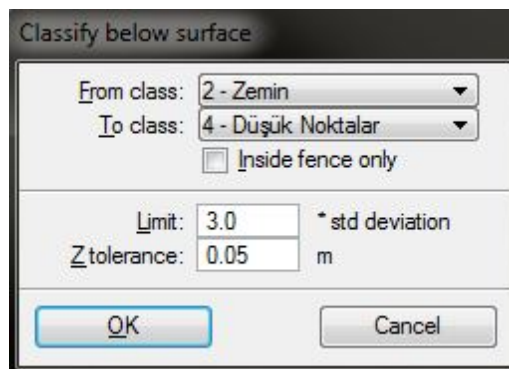 Classify below surface
From class: 2 - Zemin
To class: 4 - Düşük Noktalar
Inside fence only
Limit: 3.0 * std deviation
Z tolerance: 0.05 m
OK Cancel